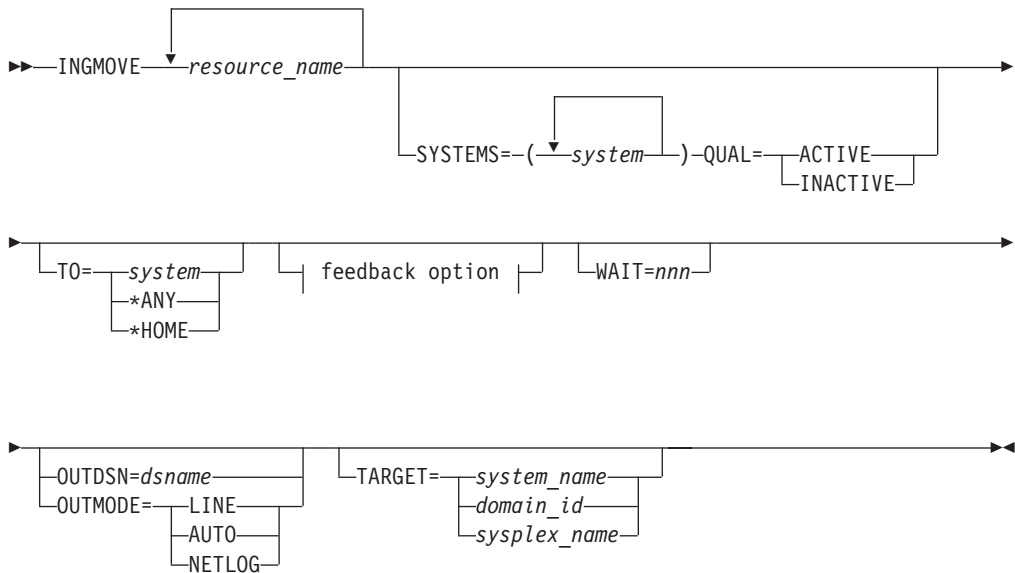 INGMOVE resource_name
SYSTEMS= ( system ) QUAL= ACTIVE
INACTIVE
TO= system feedback option WAIT=nnn
*ANY
*HOME
OUTDSN=dsname TARGET= system_name
OUTMODE= LINE domain_id
AUTO sysplex_name
NETLOG